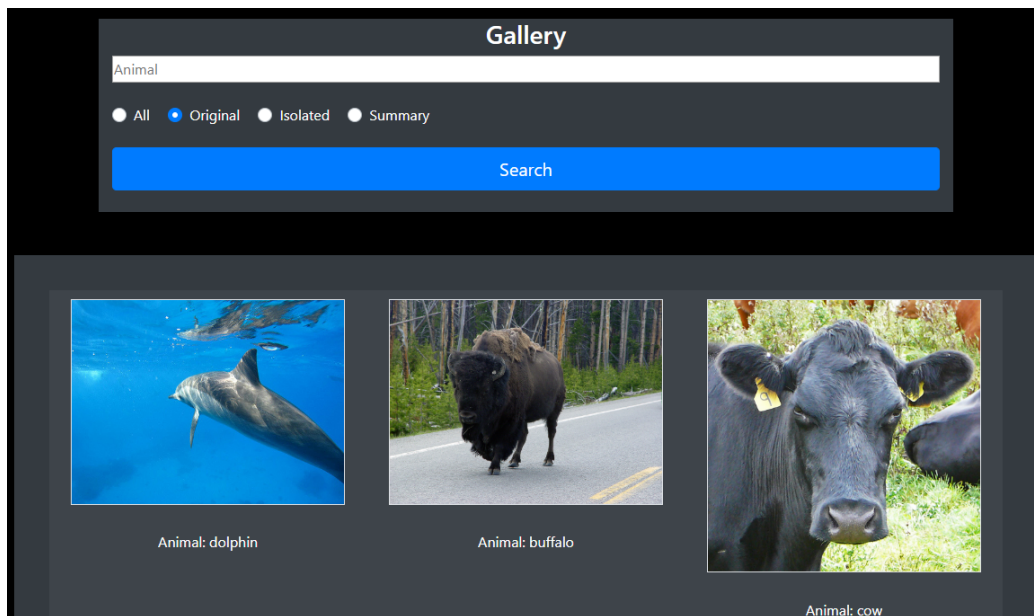 Gallery
Animal
All Original Isolated Summary
Search
Animal: dolphin
Animal: buffalo
Animal: cow